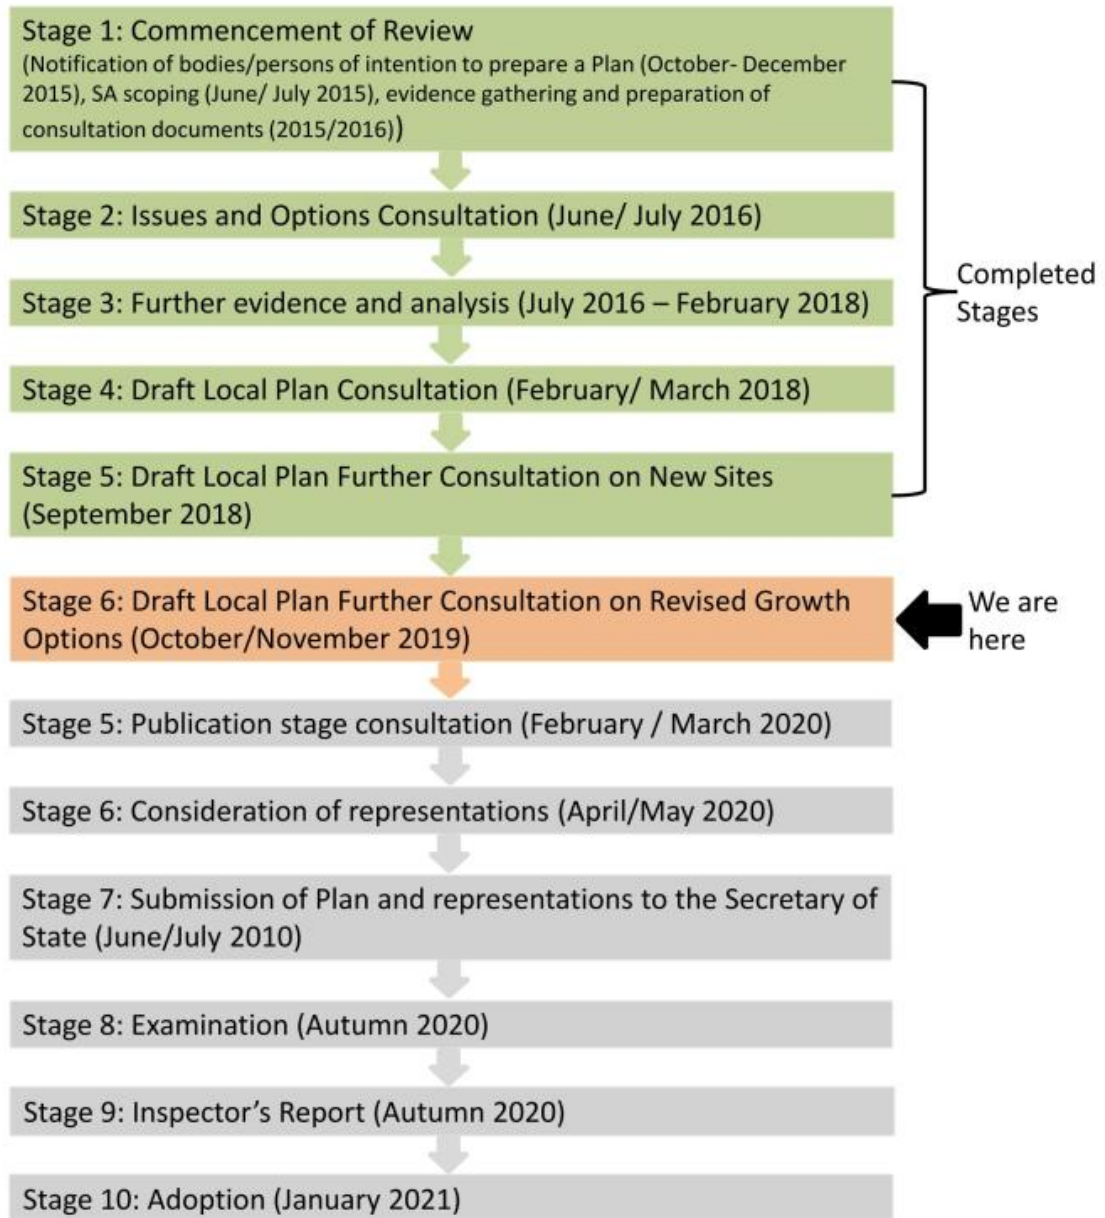 Stage 1: Commencement of Review
(Notification of bodies/persons of intention to prepare a Plan (October- December
2015), SA scoping (June/ July 2015), evidence gathering and preparation of
consultation documents (2015/2016))
Stage 2: Issues and Options Consultation (June/ July 2016)
Stage 3: Further evidence and analysis (July 2016 – February 2018)
Stage 4: Draft Local Plan Consultation (February/ March 2018)
Stage 5: Draft Local Plan Further Consultation on New Sites
(September 2018)
Completed
Stages
Stage 6: Draft Local Plan Further Consultation on Revised Growth
Options (October/November 2019)
We are
here
Stage 5: Publication stage consultation (February / March 2020)
Stage 6: Consideration of representations (April/May 2020)
Stage 7: Submission of Plan and representations to the Secretary of
State (June/July 2010)
Stage 8: Examination (Autumn 2020)
Stage 9: Inspector’s Report (Autumn 2020)
Stage 10: Adoption (January 2021)